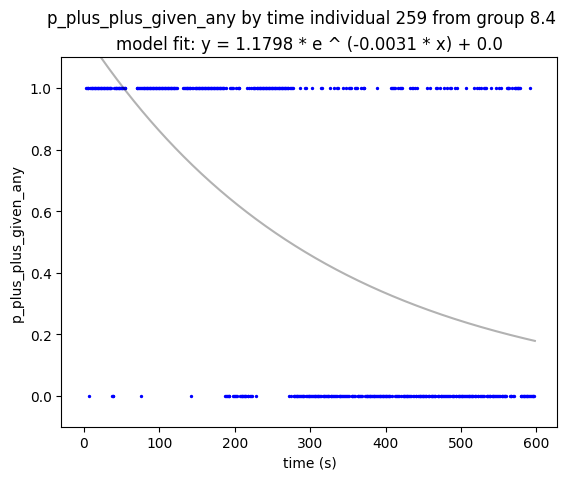 p_plus_plus_given_any by time individual 259 from group 8.4
model fit: y = 1.1798 * e ^ (-0.0031 * x) + 0.0
1.0
0.8
0.6
0.4
0.2
0.0
p_plus_plus_given_any
0 100 200 300 400 500 600
time (s)